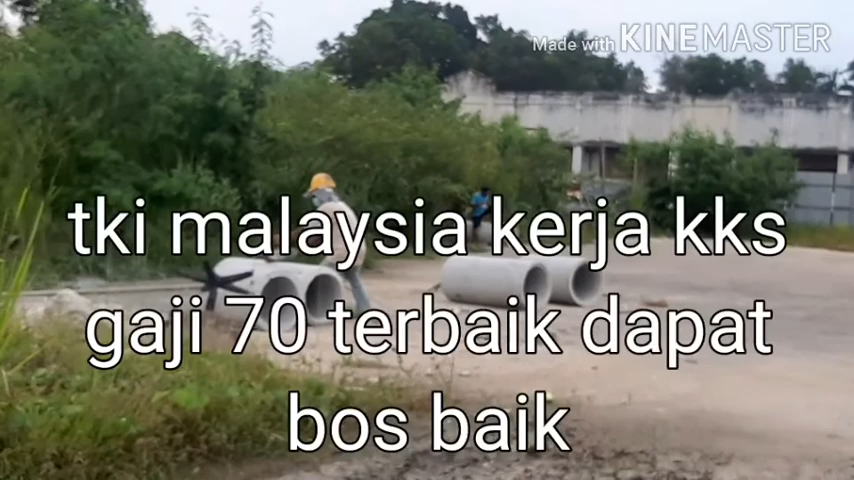 Made with KINEMASTER
tki malaysia kerja kks
gaji 70 terbaik dapat
bos baik